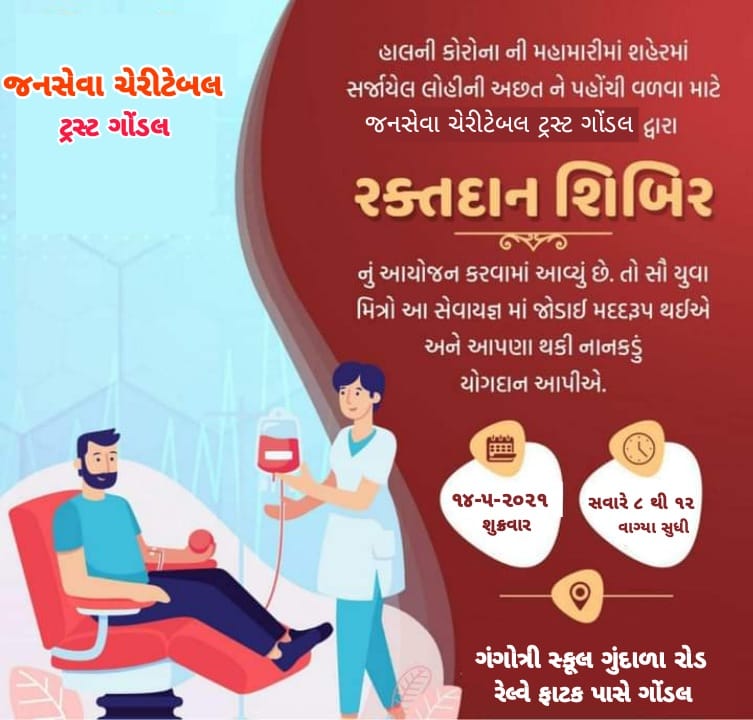 જનસેવા ચેરીટેબલ
ટ્રસ્ટ ગોંડલ
હાલની કોરોના ની મહામારીમાં શહેરમાં
સર્જાયેલ લોહીની અછત ને પહોંચી વળવા માટે
જનસેવા ચેરીટેબલ ટ્રસ્ટ ગોંડલ દ્વારા
રક્તદાન શિબિર
નું આયોજન કરવામાં આવ્યું છે. તો સૌ યુવા
મિત્રો આ સેવાયજ્ઞ માં જોડાઈ મદદરૂપ થઈએ
અને આપણા થકી નાનકડું
યોગદાન આપીએ.
૧૪-૫-૨૦૨૧
શુક્રવાર
સવારે ૮ થી ૧૨
વાગ્યા સુધી
ગંગોત્રી સ્કૂલ ગુંદાળા રોડ
રેલ્વે ફાટક પાસે ગોંડલ